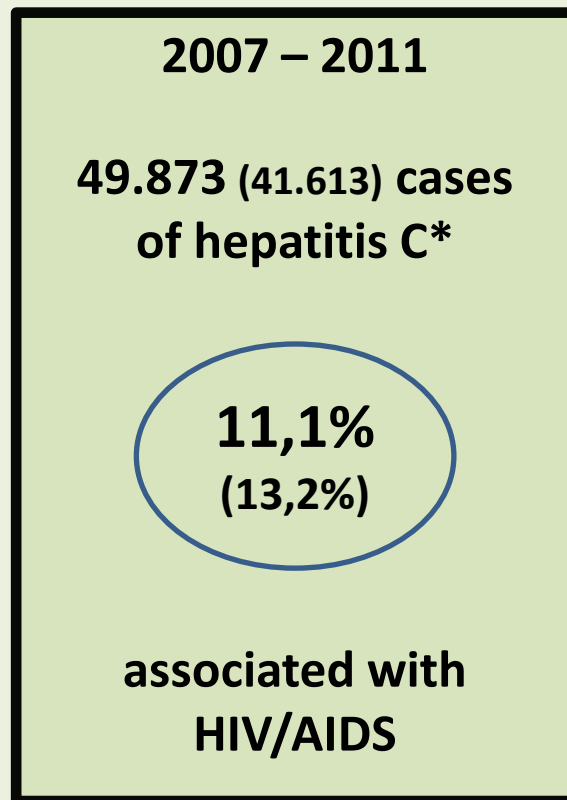 2007 – 2011
49.873 (41.613) cases
of hepatitis C*
11,1%
(13,2%)
associated with
HIV/AIDS